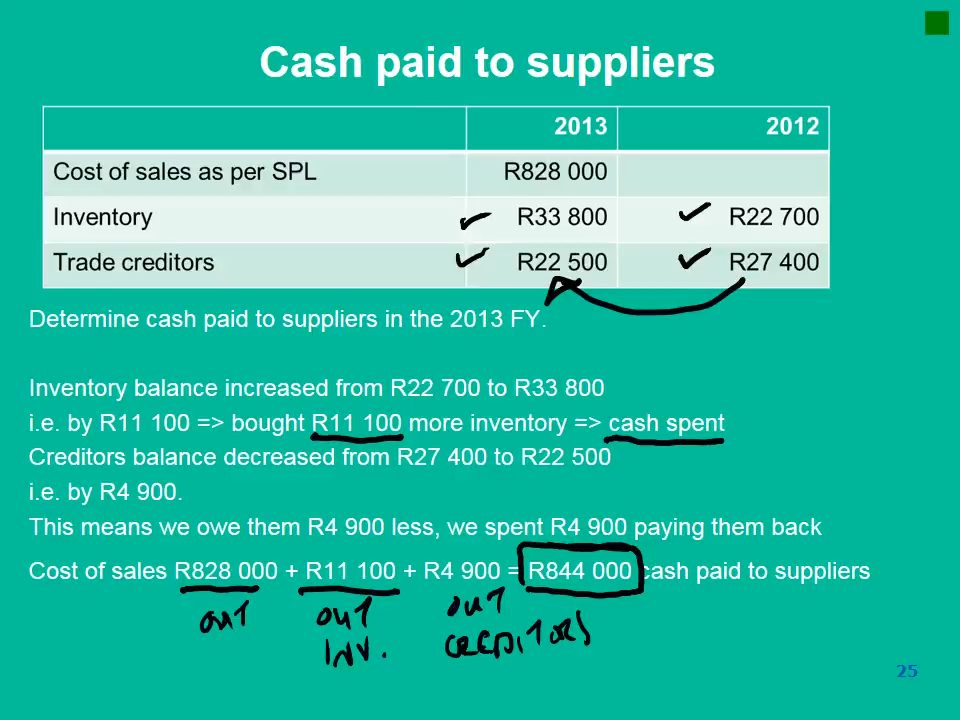 Cash paid to suppliers
2013 2012
Cost of sales as per SPL R828 000
Inventory R33 800 R22 700
Trade creditors R22 500 R27 400
Determine cash paid to suppliers in the 2013 FY.
Inventory balance increased from R22 700 to R33 800
i.e. by R11 100 => bought R11 100 more inventory => cash spent
Creditors balance decreased from R27 400 to R22 500
i.e. by R4 900.
This means we owe them R4 900 less, we spent R4 900 paying them back
Cost of sales R828 000 + R11 100 + R4 900 = R844 000 cash paid to suppliers
OUT OUT OUT
INV. CREDITORS
25